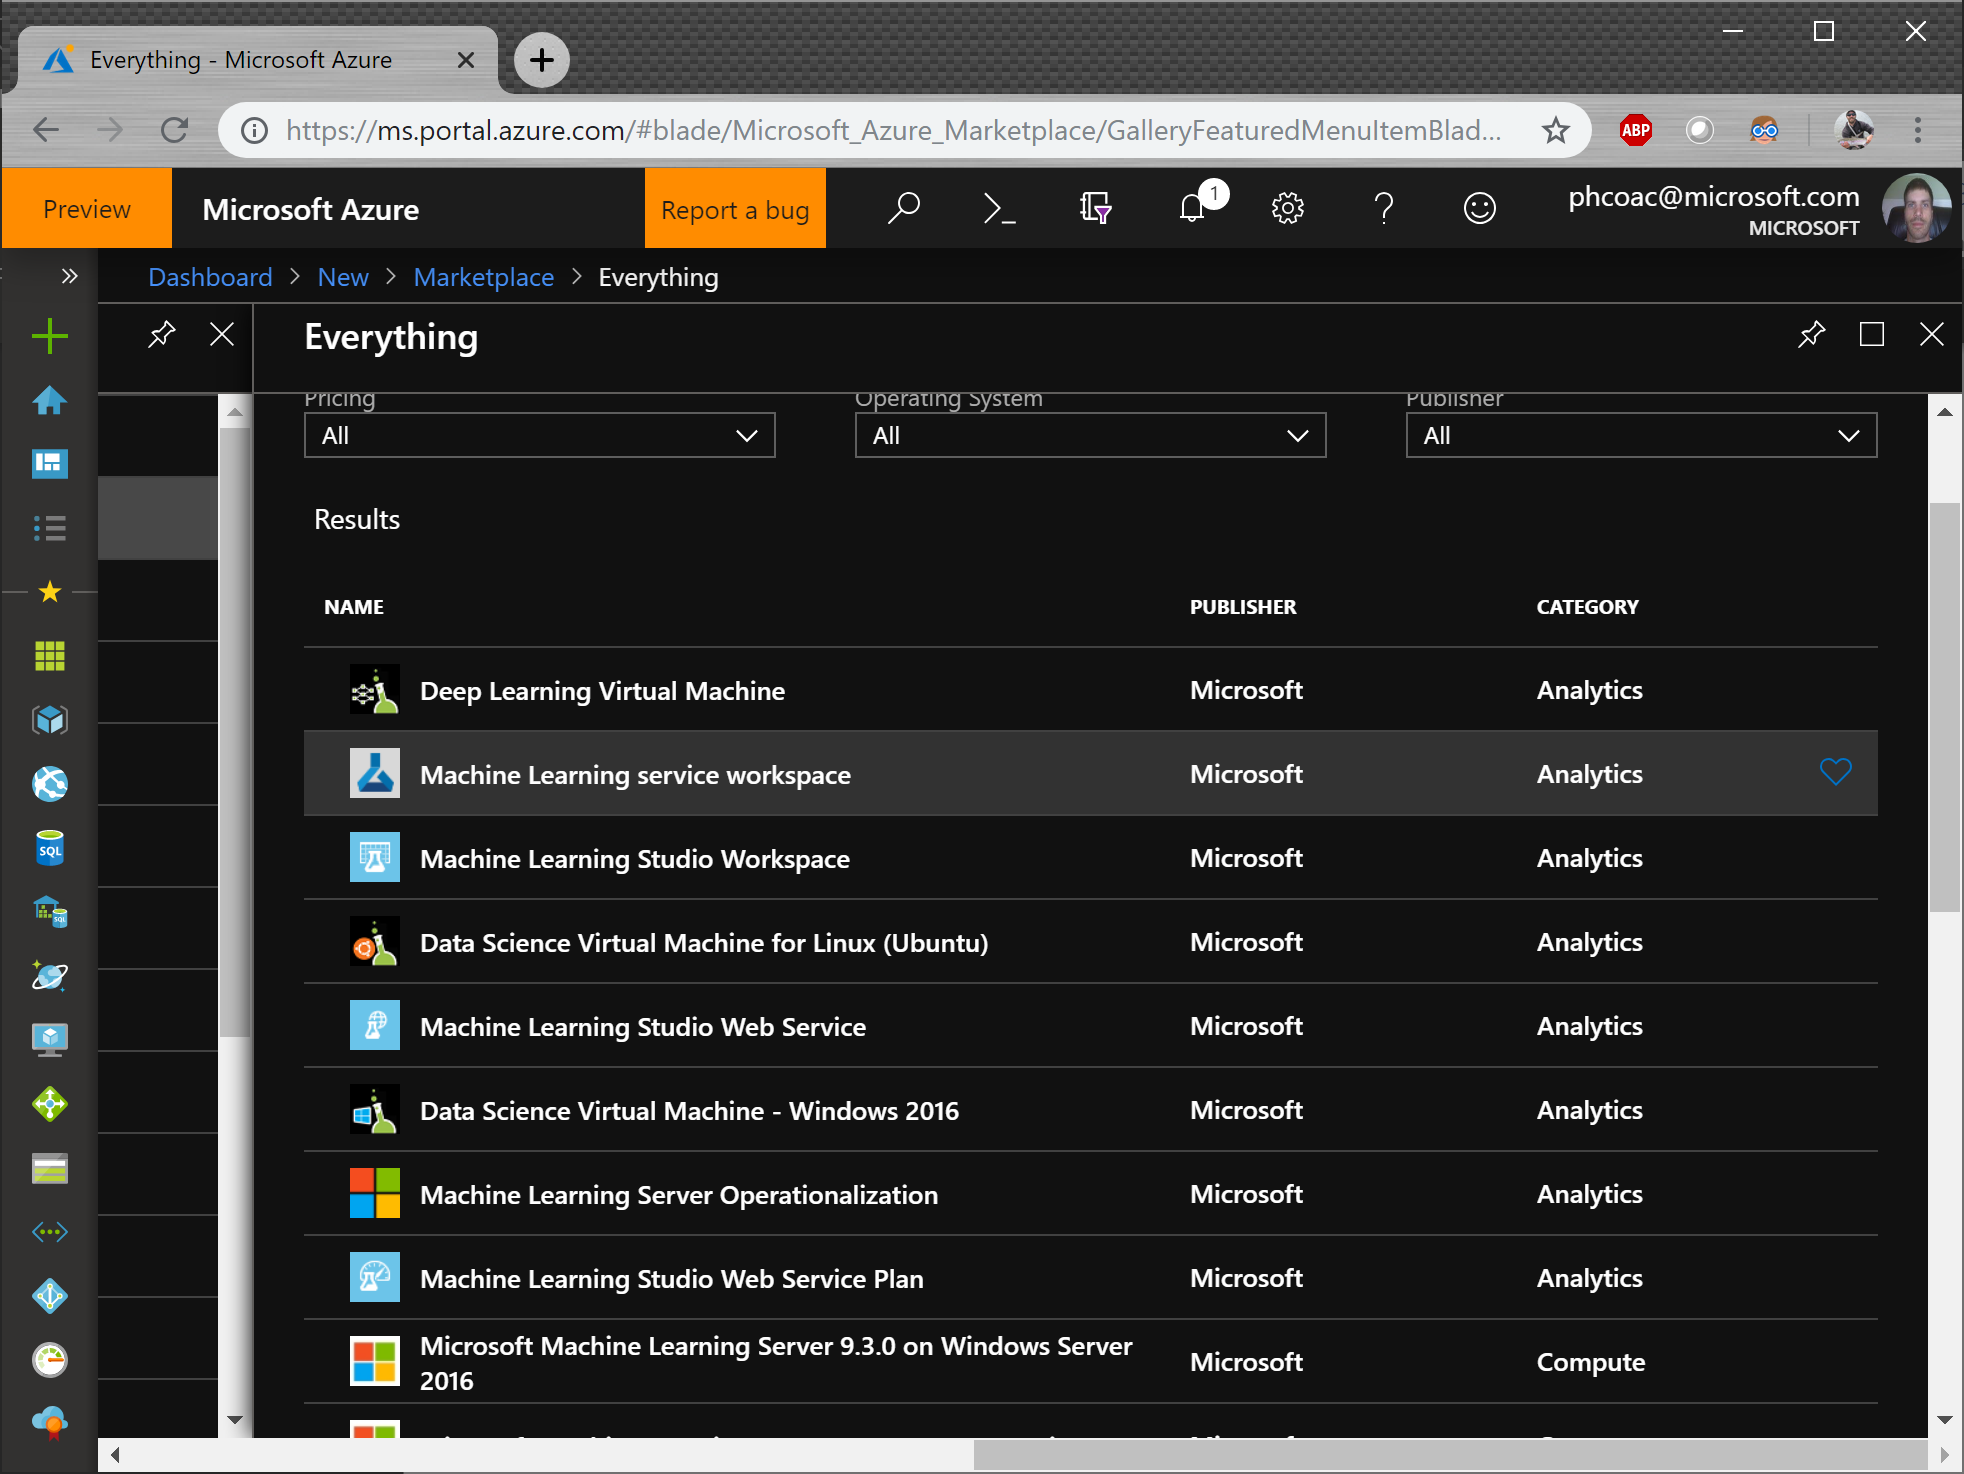 Everything - Microsoft Azure
https://ms.portal.azure.com/#blade/Microsoft_Azure_Marketplace/GalleryFeaturedMenuItemBlad...
ABP
Preview
Microsoft Azure
Report a bug
1
phcoac@microsoft.com
MICROSOFT
Dashboard > New > Marketplace > Everything
Everything
Pricing Operating System Publisher
All All All
Results
NAME PUBLISHER CATEGORY
Deep Learning Virtual Machine Microsoft Analytics
Machine Learning service workspace Microsoft Analytics
Machine Learning Studio Workspace Microsoft Analytics
SQL
Data Science Virtual Machine for Linux (Ubuntu) Microsoft Analytics
SQL
Machine Learning Studio Web Service Microsoft Analytics
Data Science Virtual Machine - Windows 2016 Microsoft Analytics
Machine Learning Server Operationalization Microsoft Analytics
Machine Learning Studio Web Service Plan Microsoft Analytics
Microsoft Machine Learning Server 9.3.0 on Windows Server
2016 Microsoft Compute